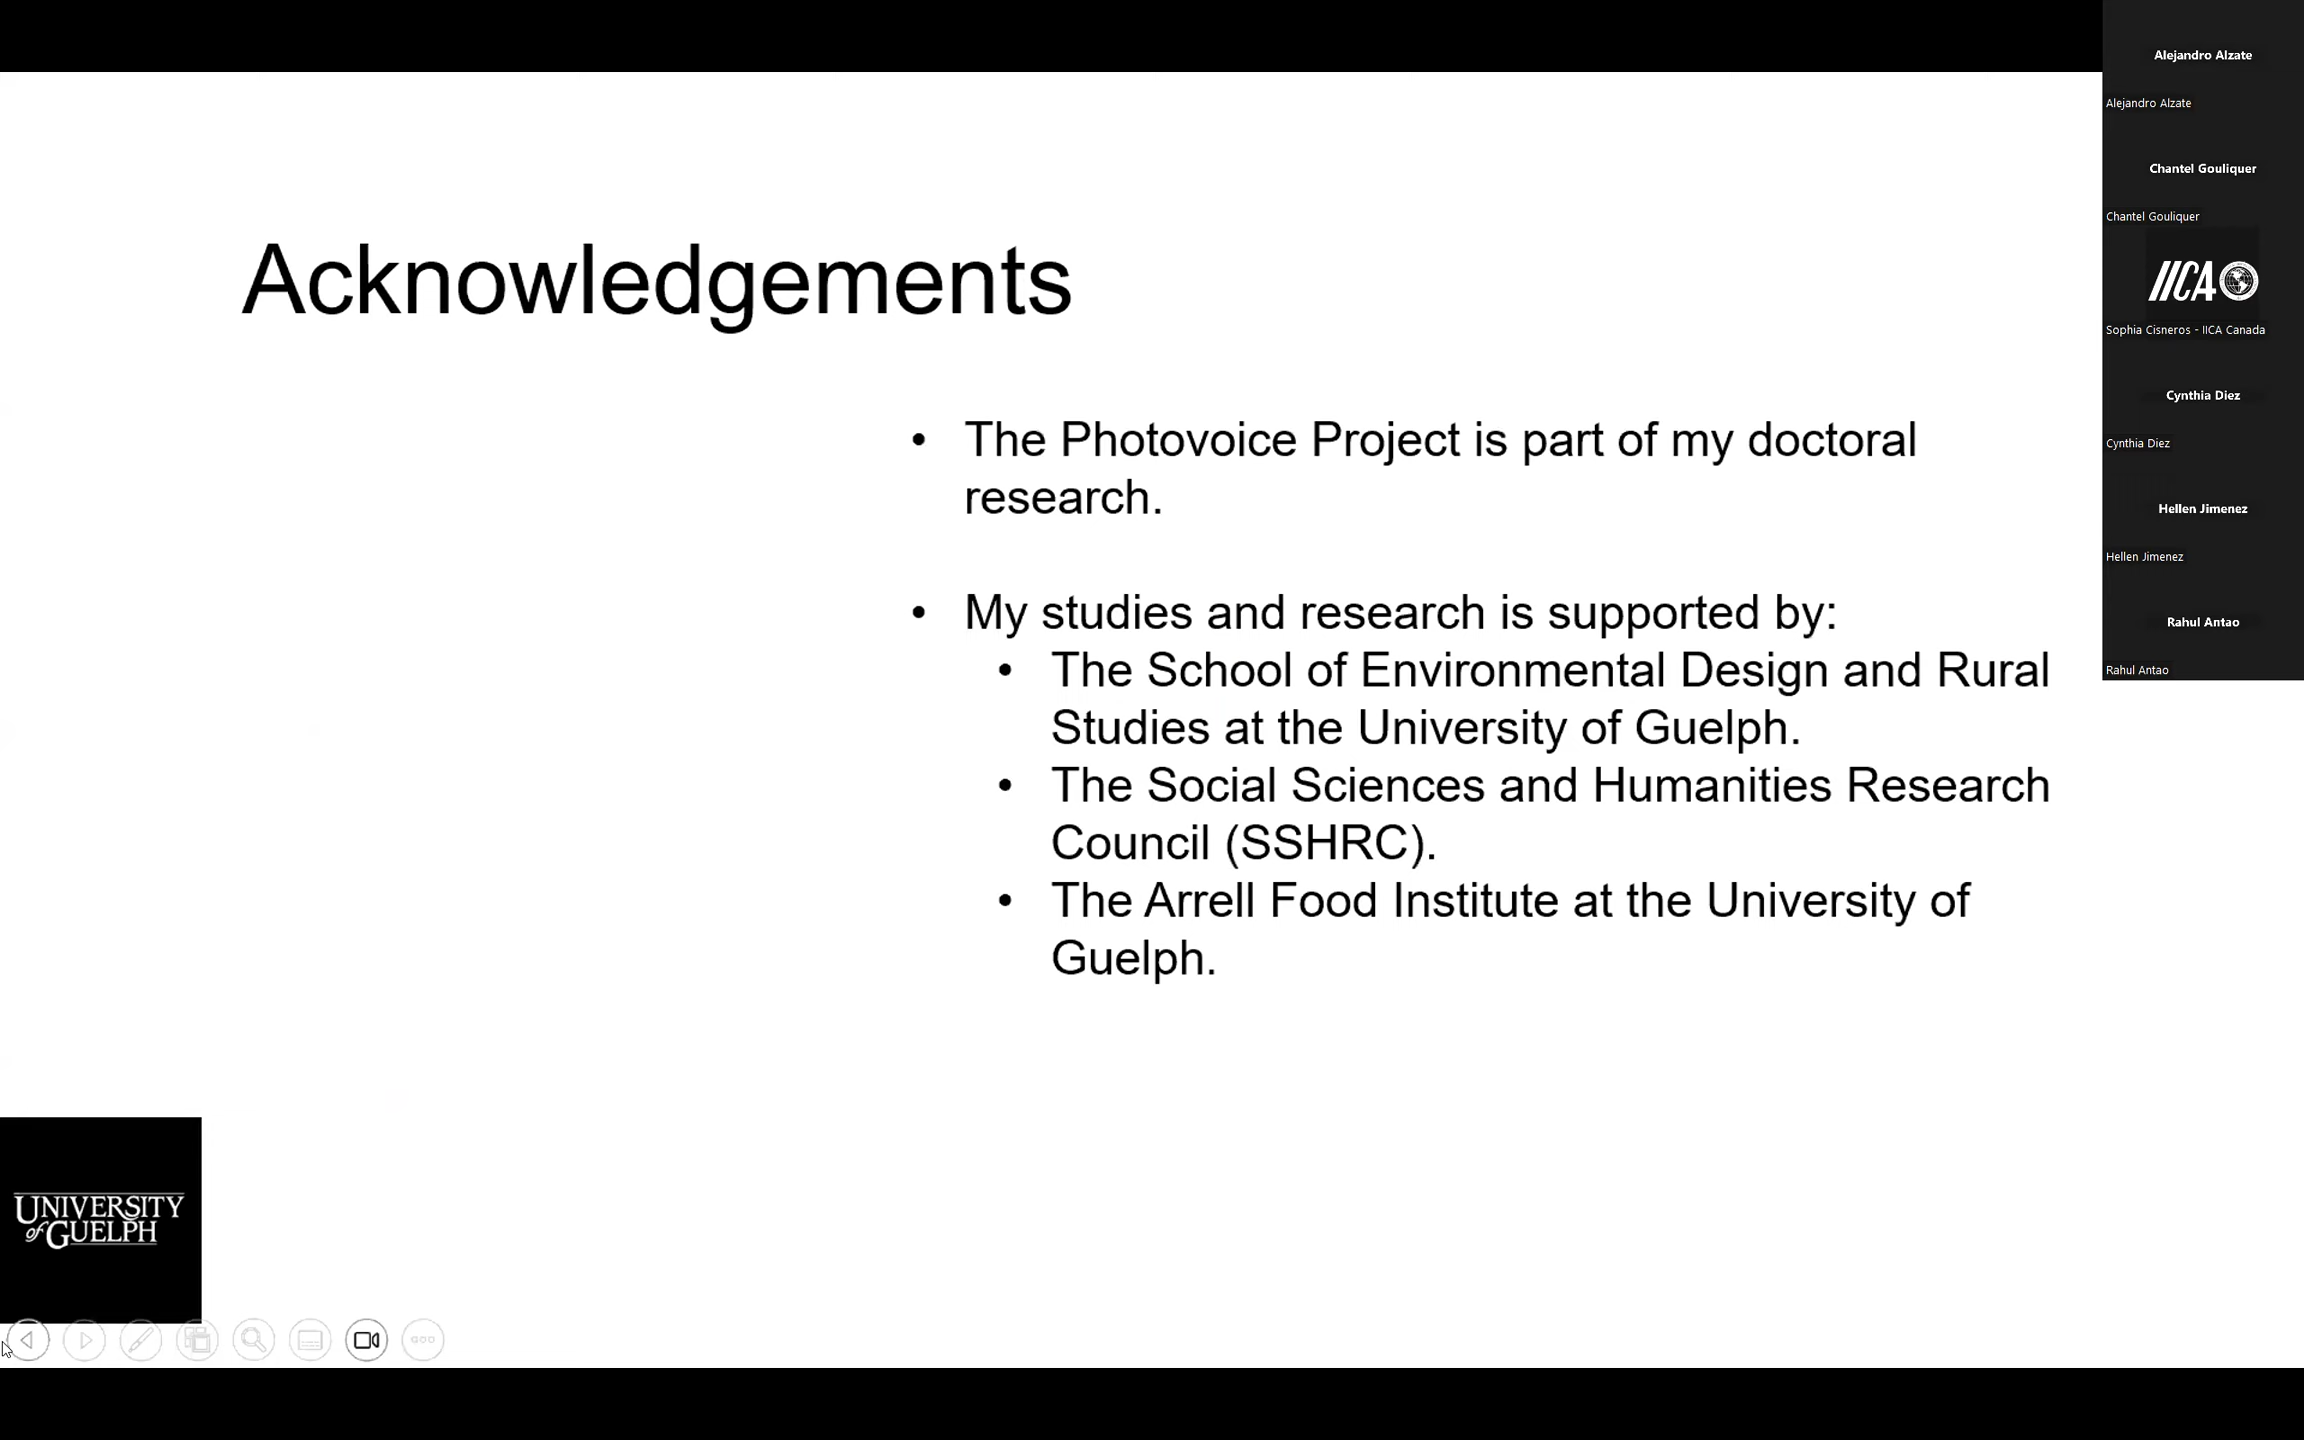 Acknowledgements
• The Photovoice Project is part of my doctoral
research.
• My studies and research is supported by:
• The School of Environmental Design and Rural
Studies at the University of Guelph.
• The Social Sciences and Humanities Research
Council (SSHRC).
• The Arrell Food Institute at the University of
Guelph.
UNIVERSITY
of GUELPH
Alejandro Alzate
Alejandro Alzate
Chantel Gouliquer
Chantel Gouliquer
IICA
Sophia Cisneros - IICA Canada
Cynthia Diez
Cynthia Diez
Hellen Jimenez
Hellen Jimenez
Rahul Antao
Rahul Antao